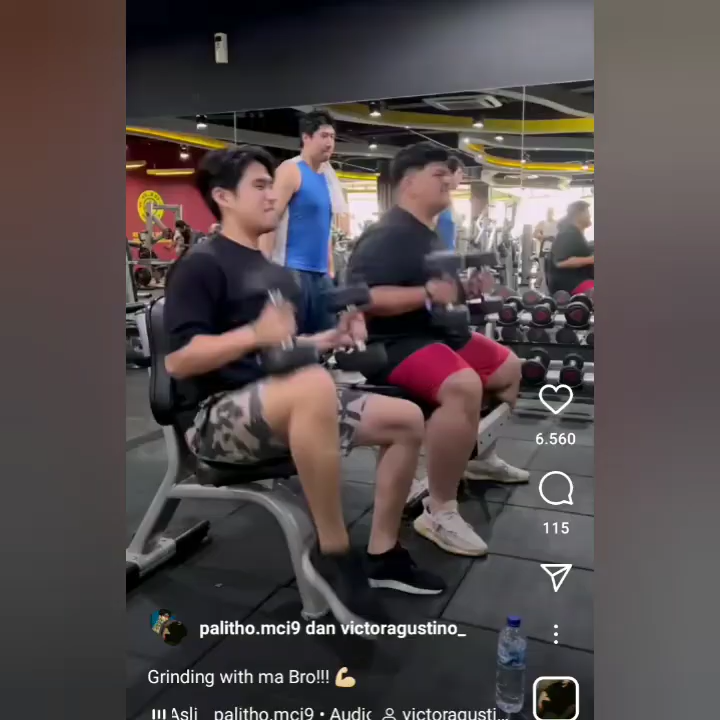 6.560
115
palitho.mci9 dan victoragustino_
Grinding with ma Bro!!! 💪🏼
Asli palitho.mci9 • Audio victoragusti...